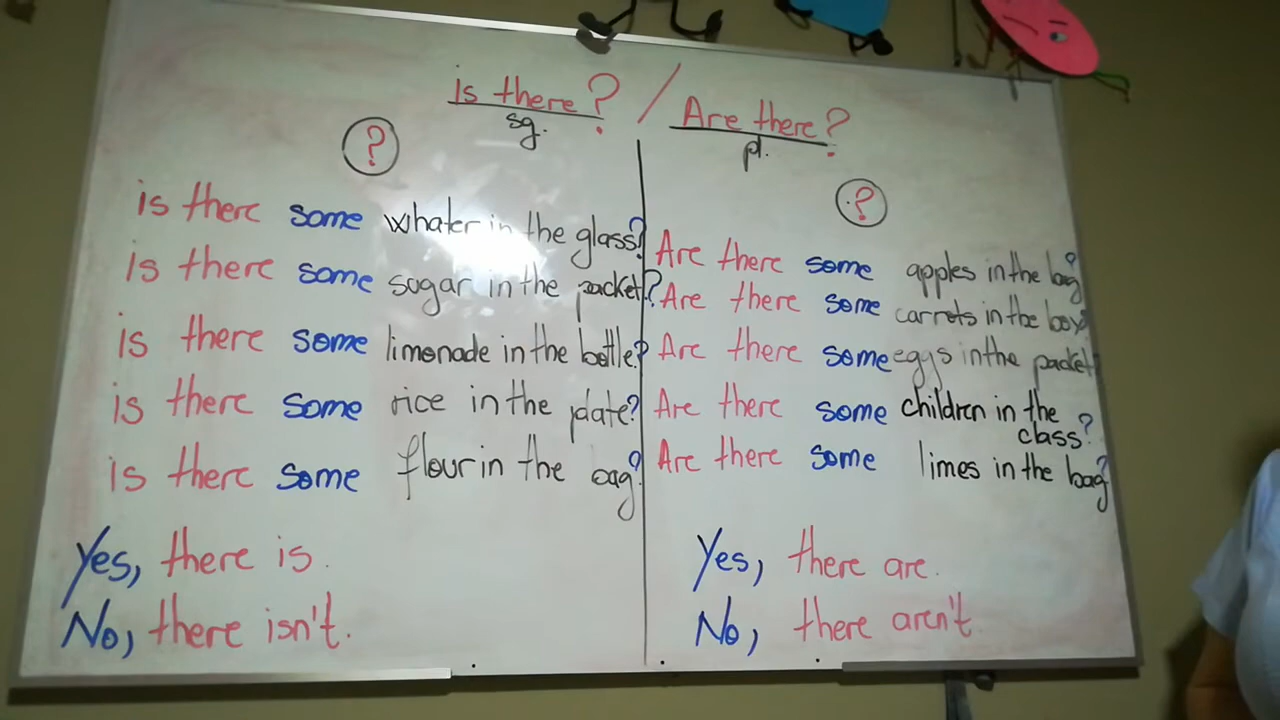 is there? / Are there?
sg.
pl.
?
is there some whater in the glass?
is there some sugar in the packet?
is there some limonade in the bottle?
is there some rice in the plate?
is there some flour in the bag?
Yes, there is.
No, there isn't.
?
Are there some apples in the bag?
Are there some carrots in the box?
Are there some eggs in the packet
Are there some children in the
class?
Are there some limes in the bag?
Yes, there are.
No, there aren't.